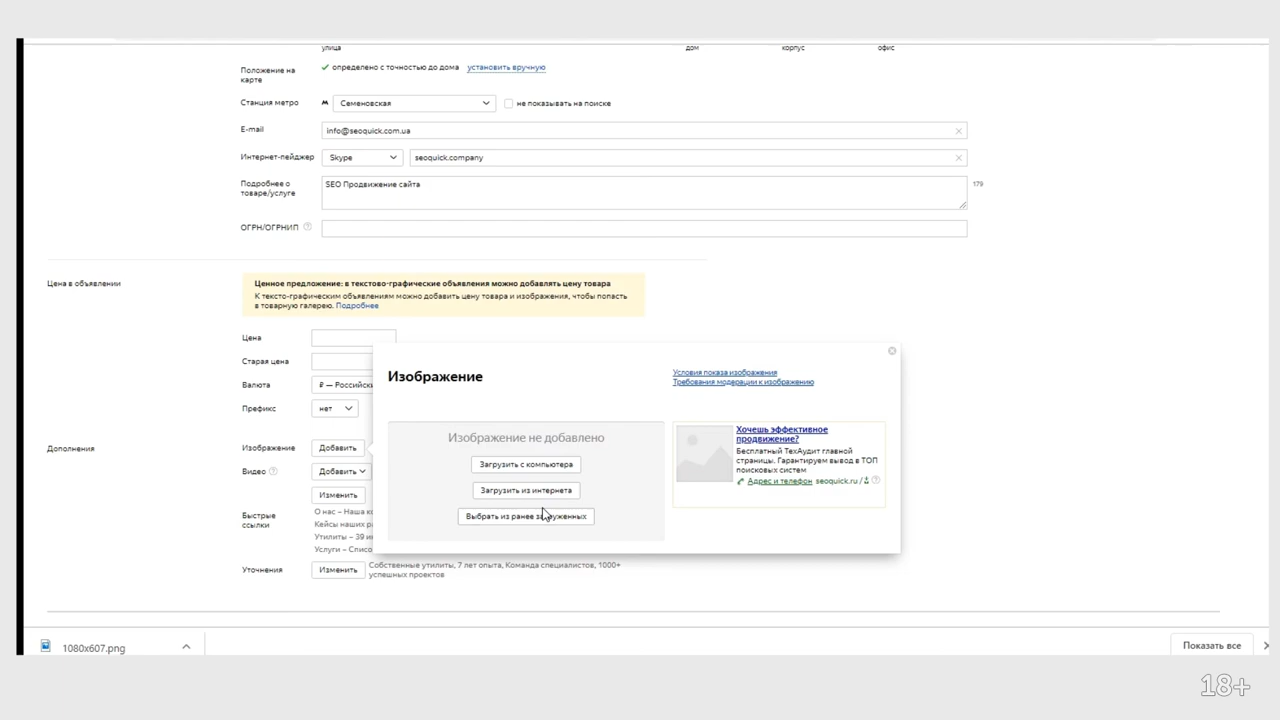 улица дом корпус офис
Положение на карте ✓ определено с точностью до дома установить вручную
Станция метро Семеновская не показывать на поиске
E-mail info@seoquick.com.ua
Интернет-пейджер Skype seoquick.company
Подробнее о товаре/услуге SEO Продвижение сайта 179
ОГРН/ОГРНИП
Цена в объявлении
Ценное предложение: в текстово-графические объявления можно добавлять цену товара
К тексто-графическим объявлениям можно добавить цену товара и изображения, чтобы попасть
в товарную галерею. Подробнее
Цена
Старая цена
Валюта ₽ — Российски
Префикс нет
Изображение
Условия показа изображения
Требования модерации к изображению
Изображение не добавлено
Загрузить с компьютера
Загрузить из интернета
Выбрать из ранее загруженных
Хочешь эффективное
продвижение?
Бесплатный ТехАудит главной
страницы. Гарантируем вывод в ТОП
поисковых систем
Адрес и телефон seoquick.ru /
Дополнения
Изображение Добавить
Видео Добавить
Изменить
Быстрые ссылки
О нас – Наша
Кейсы наших
Утилиты – 39
Услуги –
Уточнения Изменить Собственные утилиты, 7 лет опыта, Команда специалистов, 1000+
успешных проектов
1080x607.png
Показать все
18+